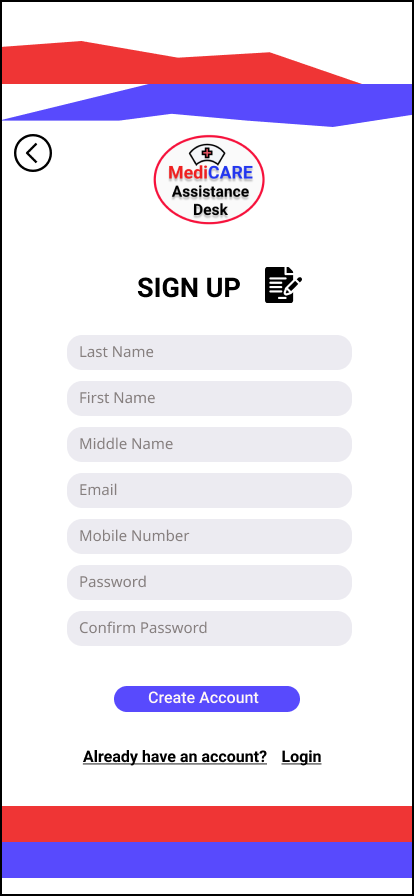 MediCARE
Assistance
Desk
SIGN UP
Last Name
First Name
Middle Name
Email
Mobile Number
Password
Confirm Password
Create Account
Already have an account? Login